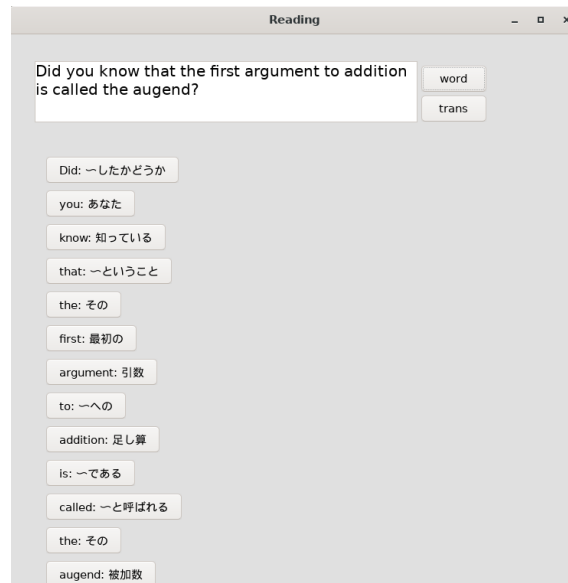 Reading
Did you know that the first argument to addition
is called the augend?
word
trans
Did: 〜したかどうか
you: あなた
know: 知っている
that: 〜ということ
the: その
first: 最初の
argument: 引数
to: 〜への
addition: 足し算
is: 〜である
called: 〜と呼ばれる
the: その
augend: 被加数